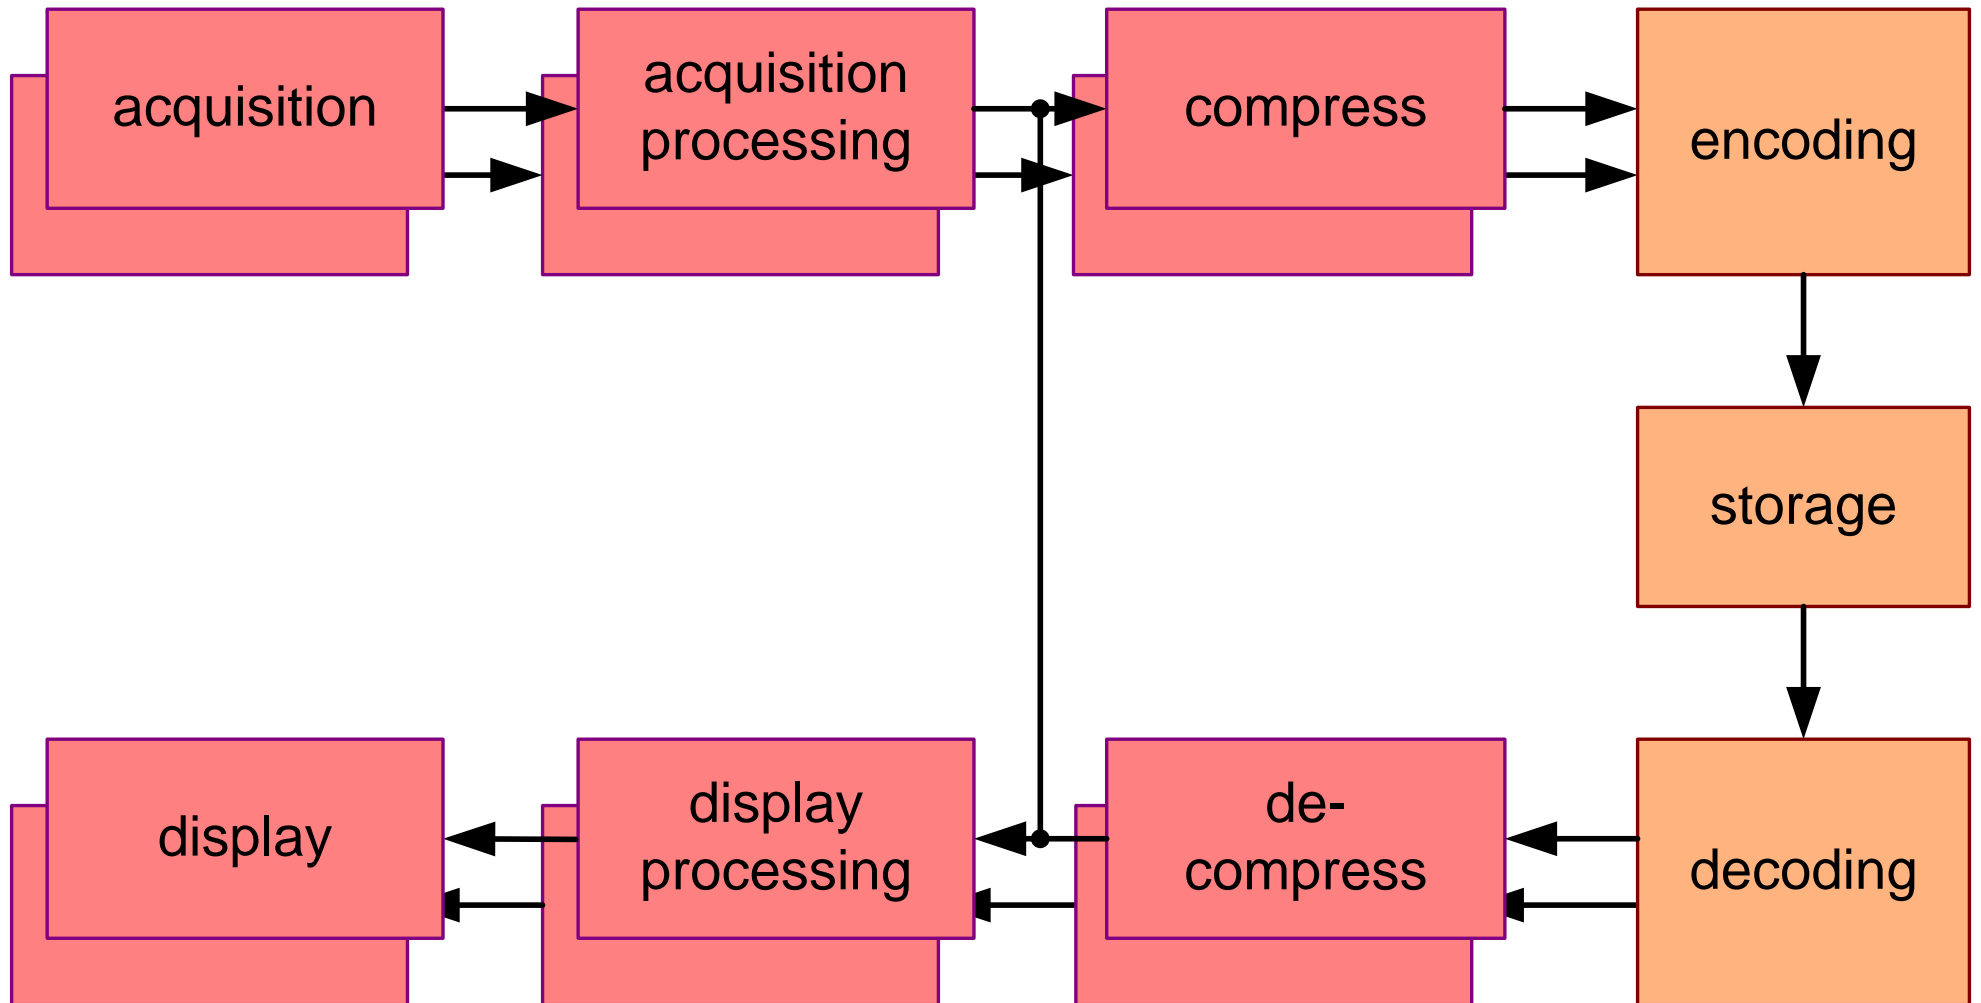 acquisition
acquisition
processing
compress
encoding
storage
display
display
processing
de-
compress
decoding